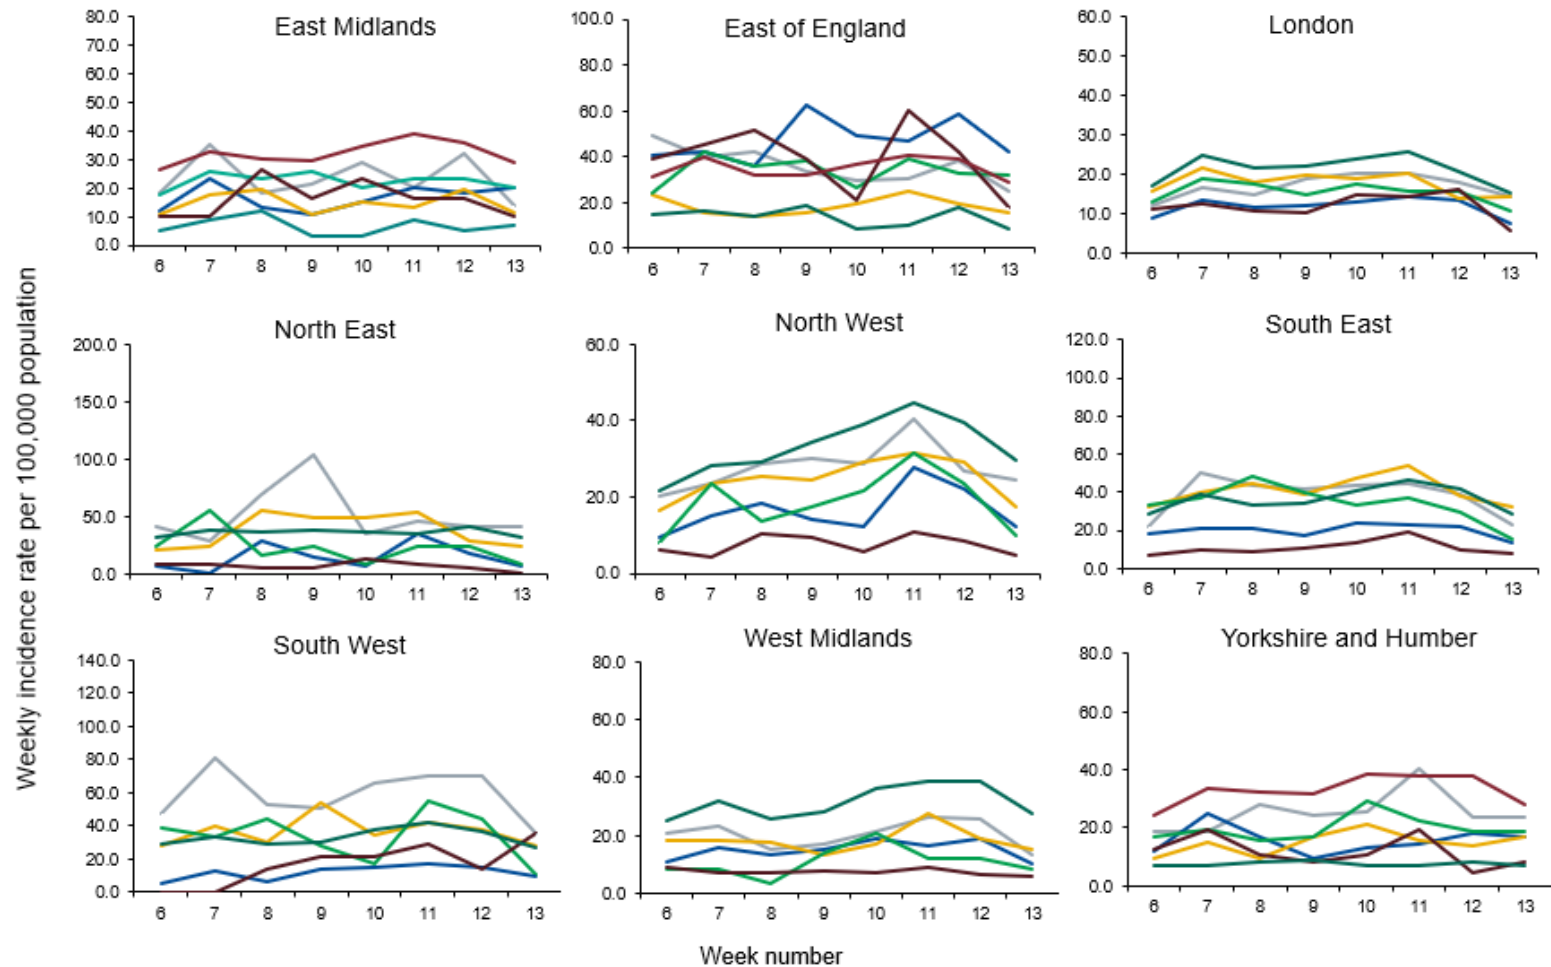 East Midlands
80.0
70.0
60.0
50.0
40.0
30.0
20.0
10.0
0.0
6 7 8 9 10 11 12 13
East of England
100.0
80.0
60.0
40.0
20.0
0.0
6 7 8 9 10 11 12 13
London
60.0
50.0
40.0
30.0
20.0
10.0
0.0
6 7 8 9 10 11 12 13
Weekly incidence rate per 100,000 population
North East
200.0
150.0
100.0
50.0
0.0
6 7 8 9 10 11 12 13
North West
60.0
40.0
20.0
0.0
6 7 8 9 10 11 12 13
South East
120.0
100.0
80.0
60.0
40.0
20.0
0.0
6 7 8 9 10 11 12 13
South West
140.0
120.0
100.0
80.0
60.0
40.0
20.0
0.0
6 7 8 9 10 11 12 13
West Midlands
80.0
60.0
40.0
20.0
0.0
6 7 8 9 10 11 12 13
Yorkshire and Humber
80.0
60.0
40.0
20.0
0.0
6 7 8 9 10 11 12 13
Week number